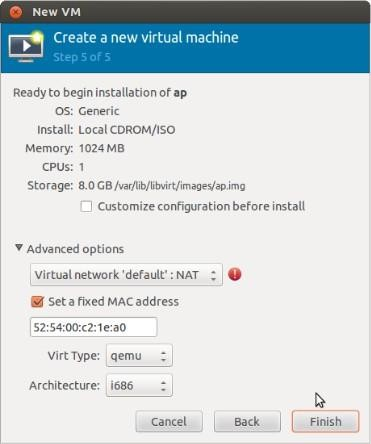 New VM
Create a new virtual machine
Step 5 of 5
Ready to begin installation of ap
OS: Generic
Install: Local CDROM/ISO
Memory: 1024 MB
CPUs: 1
Storage: 8.0 GB /var/lib/libvirt/images/ap.img
Customize configuration before install
Advanced options
Virtual network 'default' : NAT
Set a fixed MAC address
52:54:00:c2:1e:a0
Virt Type: qemu
Architecture: i686
Cancel Back Finish